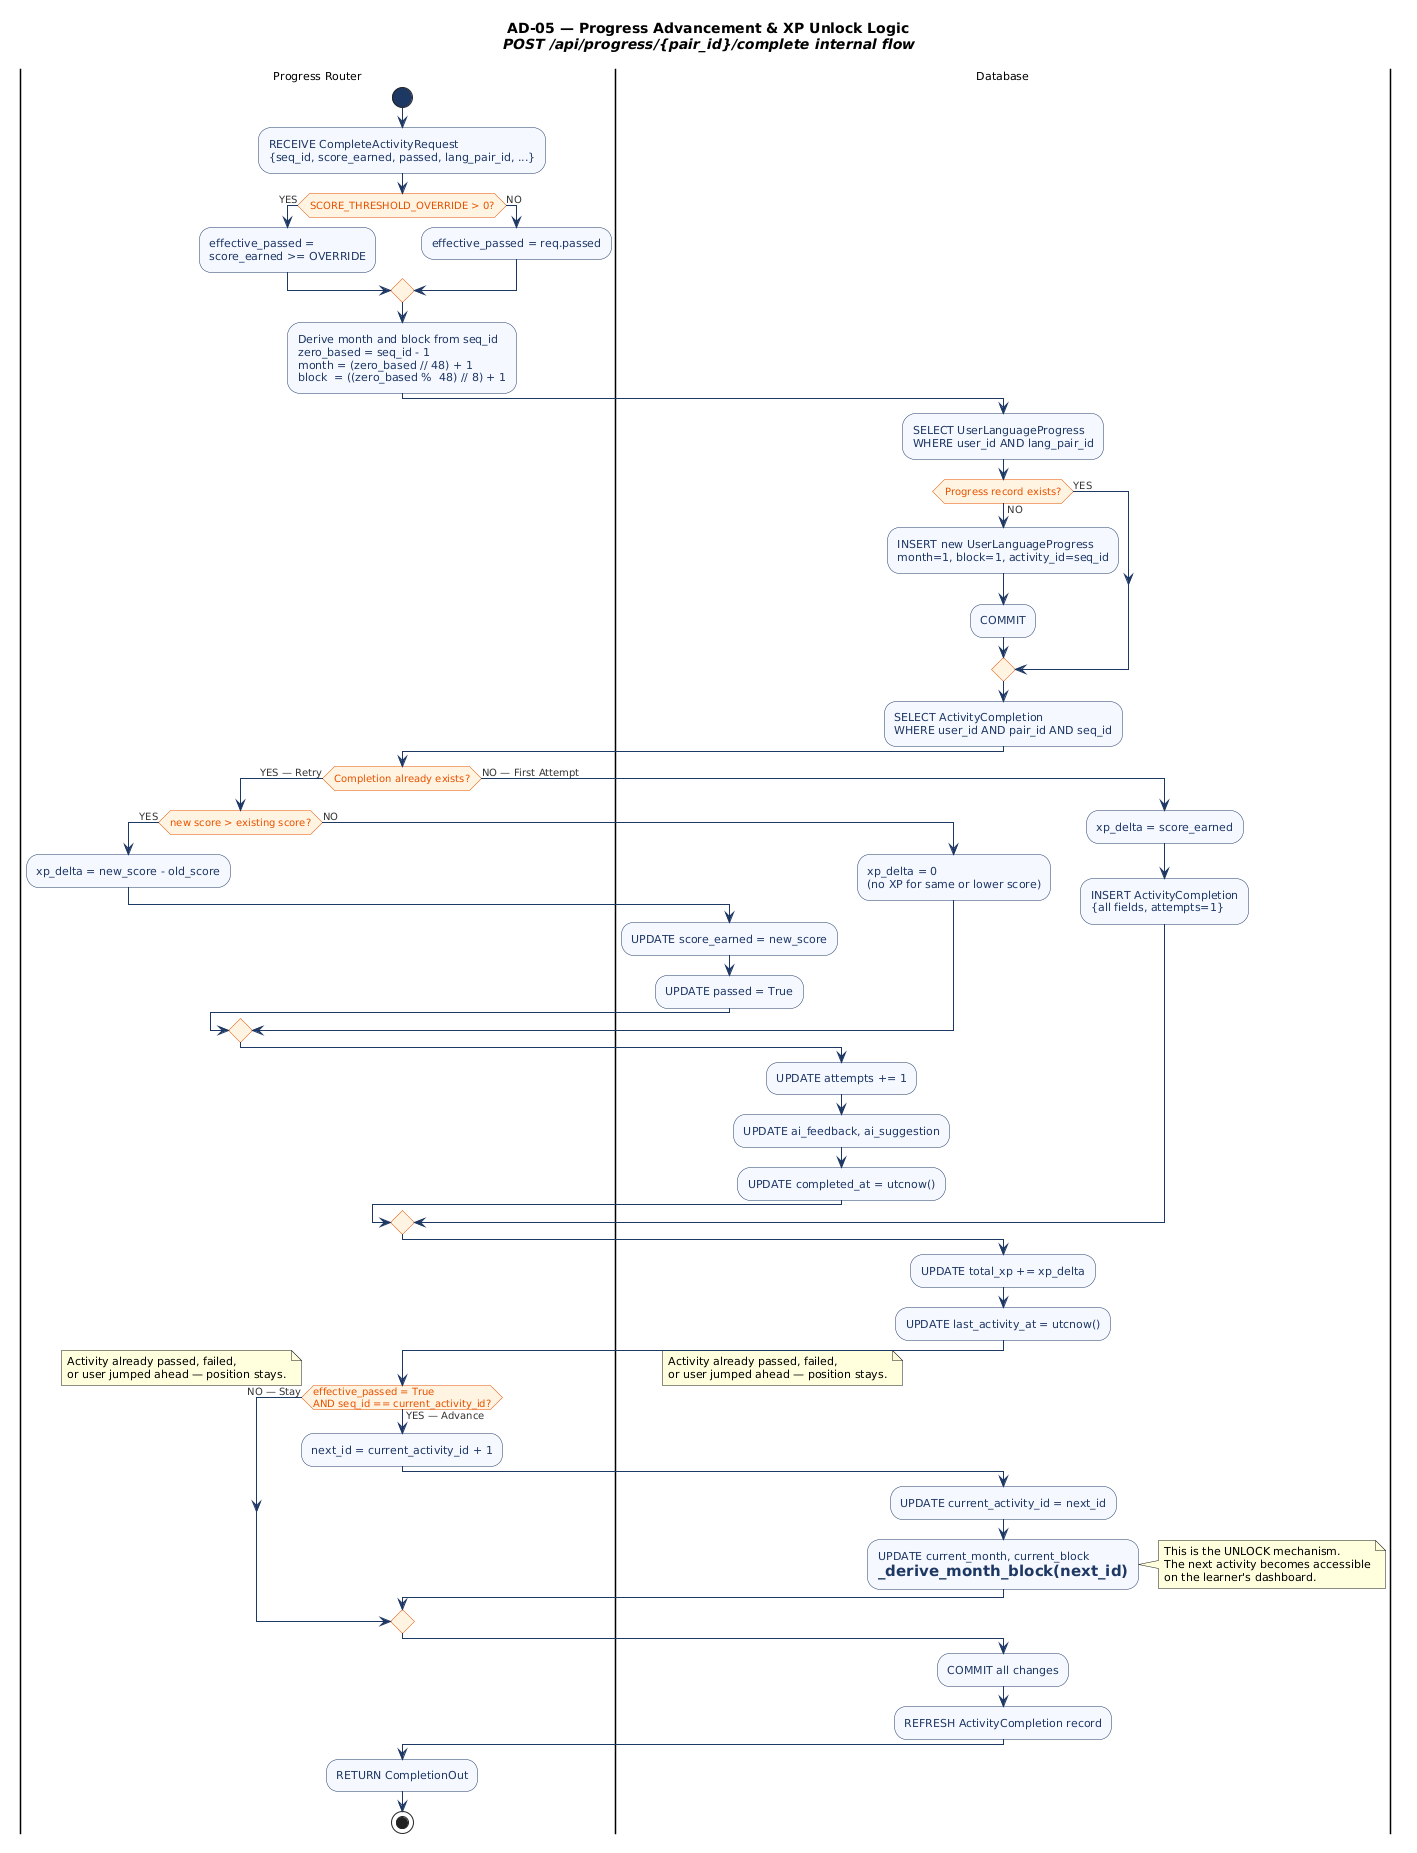 AD-05 — Progress Advancement & XP Unlock Logic
POST /api/progress/{pair_id}/complete internal flow
Progress Router
Database
RECEIVE CompleteActivityRequest
{seq_id, score_earned, passed, lang_pair_id, ...}
YES
SCORE_THRESHOLD_OVERRIDE > 0?
NO
effective_passed =
score_earned >= OVERRIDE
effective_passed = req.passed
Derive month and block from seq_id
zero_based = seq_id - 1
month = (zero_based // 48) + 1
block  = ((zero_based %  48) // 8) + 1
SELECT UserLanguageProgress
WHERE user_id AND lang_pair_id
Progress record exists?
YES
NO
INSERT new UserLanguageProgress
month=1, block=1, activity_id=seq_id
COMMIT
SELECT ActivityCompletion
WHERE user_id AND pair_id AND seq_id
YES — Retry
Completion already exists?
NO — First Attempt
YES
new score > existing score?
NO
xp_delta = score_earned
xp_delta = new_score - old_score
xp_delta = 0
(no XP for same or lower score)
INSERT ActivityCompletion
{all fields, attempts=1}
UPDATE score_earned = new_score
UPDATE passed = True
UPDATE attempts += 1
UPDATE ai_feedback, ai_suggestion
UPDATE completed_at = utcnow()
UPDATE total_xp += xp_delta
UPDATE last_activity_at = utcnow()
Activity already passed, failed,
or user jumped ahead — position stays.
Activity already passed, failed,
or user jumped ahead — position stays.
NO — Stay
effective_passed = True
AND seq_id == current_activity_id?
YES — Advance
next_id = current_activity_id + 1
UPDATE current_activity_id = next_id
UPDATE current_month, current_block
_derive_month_block(next_id)
This is the UNLOCK mechanism.
The next activity becomes accessible
on the learner's dashboard.
COMMIT all changes
REFRESH ActivityCompletion record
RETURN CompletionOut